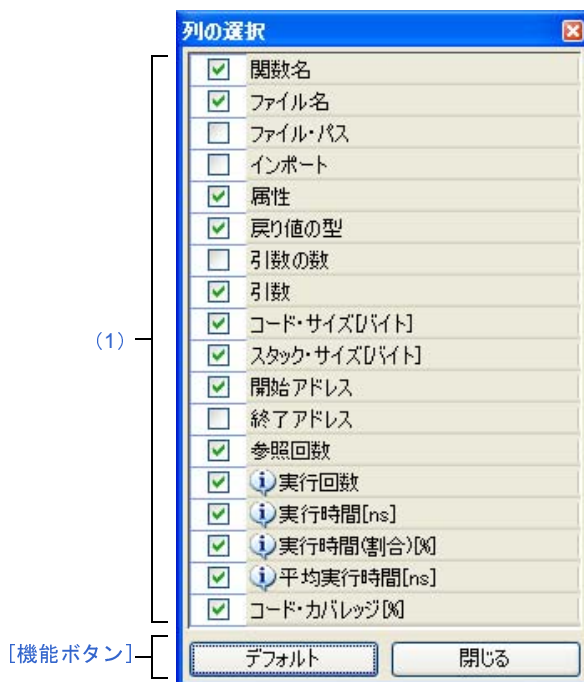 列の選択
関数名
ファイル名
ファイル・パス
インポート
属性
戻り値の型
引数の数
引数
コード・サイズ[バイト]
スタック・サイズ[バイト]
開始アドレス
終了アドレス
参照回数
実行回数
実行時間[ns]
実行時間(割合)[%]
平均実行時間[ns]
コード・カバレッジ[%]
(1)
[機能ボタン]
デフォルト
閉じる